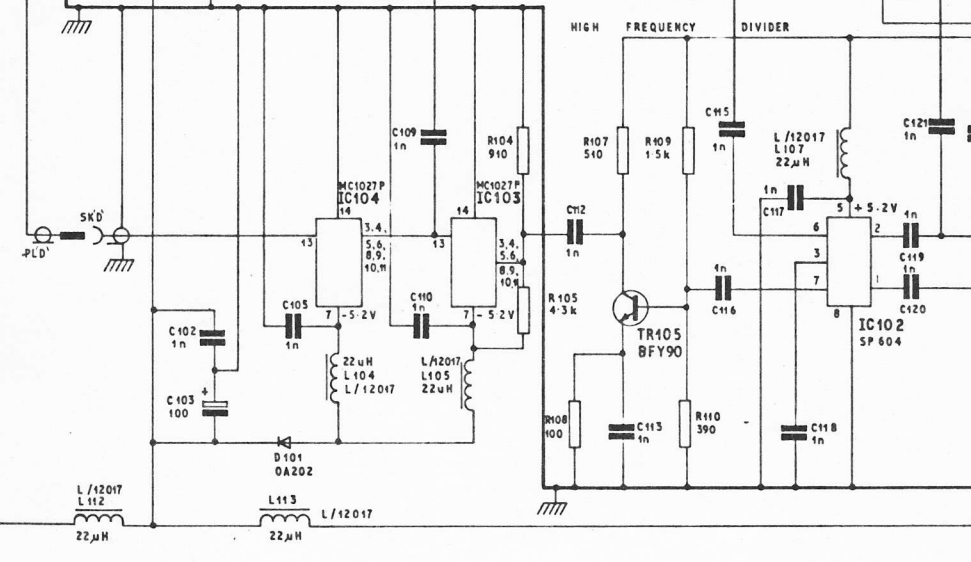 HIGH FREQUENCY DIVIDER
C109
1n
R104
910
R107
510
R109
1·5k
C115
1n
L/12017
L107
22µH
C121
1n
MC1027P
IC104
14
13
3,4,
5,6,
8,9,
10,11
7
-5·2V
MC1027P
IC103
14
13
3,4,
5,6,
8,9,
10,11
7
-5·2V
SK'D'
PL'D'
C112
1n
1n
C117
5
+5·2V
6
3
7
8
2
1
1n
C119
1n
C120
IC102
SP604
1n
C116
TR105
BFY90
R105
4·3k
C105
1n
C110
1n
C102
1n
+
C103
100
22µH
L104
L/12017
L/12017
L105
22µH
R108
100
C113
1n
R110
390
C118
1n
D101
OA202
L/12017
L112
22µH
L113
L/12017
22µH